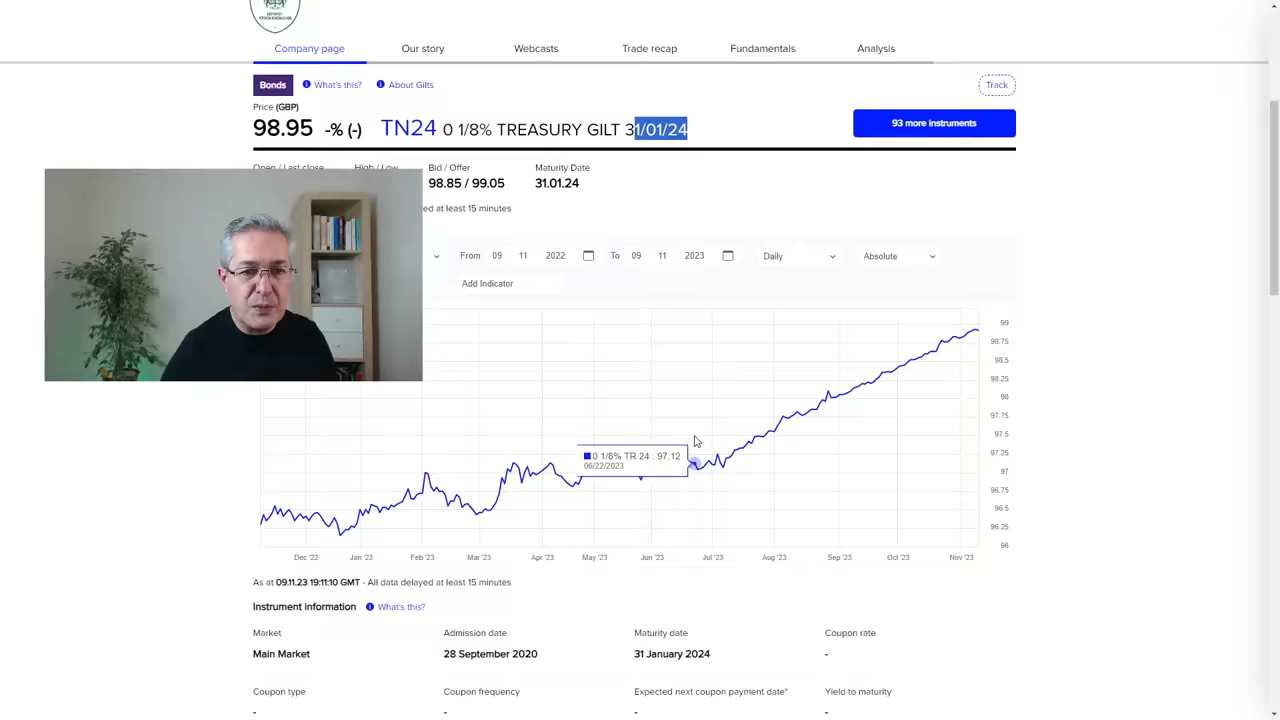 LONDON
STOCK EXCHANGE
Company page Our story Webcasts Trade recap Fundamentals Analysis
Bonds What's this? About Gilts Track
Price (GBP)
98.95 -% (-) TN24 0 1/8% TREASURY GILT 31/01/24 93 more instruments
Open / Last close High / Low Bid / Offer Maturity Date
98.85 / 99.05 31.01.24
ed at least 15 minutes
From 09 11 2022 To 09 11 2023 Daily Absolute
Add Indicator
99
98.75
98.5
98.25
98
97.75
97.5
97.25
97
96.75
96.5
96.25
96
0 1/8% TR 24 : 97.12
06/22/2023
Dec '22 Jan '23 Feb '23 Mar '23 Apr '23 May '23 Jun '23 Jul '23 Aug '23 Sep '23 Oct '23 Nov '23
As at 09.11.23 19:11:10 GMT - All data delayed at least 15 minutes
Instrument information What's this?
Market Admission date Maturity date Coupon rate
Main Market 28 September 2020 31 January 2024 -
Coupon type Coupon frequency Expected next coupon payment date* Yield to maturity
- - - -